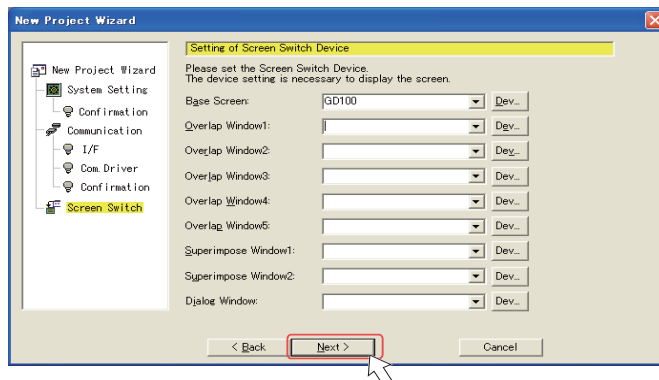 New Project Wizard
New Project Wizard
System Setting
Confirmation
Communication
I/F
Com. Driver
Confirmation
Screen Switch
Setting of Screen Switch Device
Please set the Screen Switch Device.
The device setting is necessary to display the screen.
Base Screen: GD100 Dev...
Overlap Window1: Dev...
Overlap Window2: Dev...
Overlap Window3: Dev...
Overlap Window4: Dev...
Overlap Window5: Dev...
Superimpose Window1: Dev...
Superimpose Window2: Dev...
Dialog Window: Dev...
< Back Next > Cancel